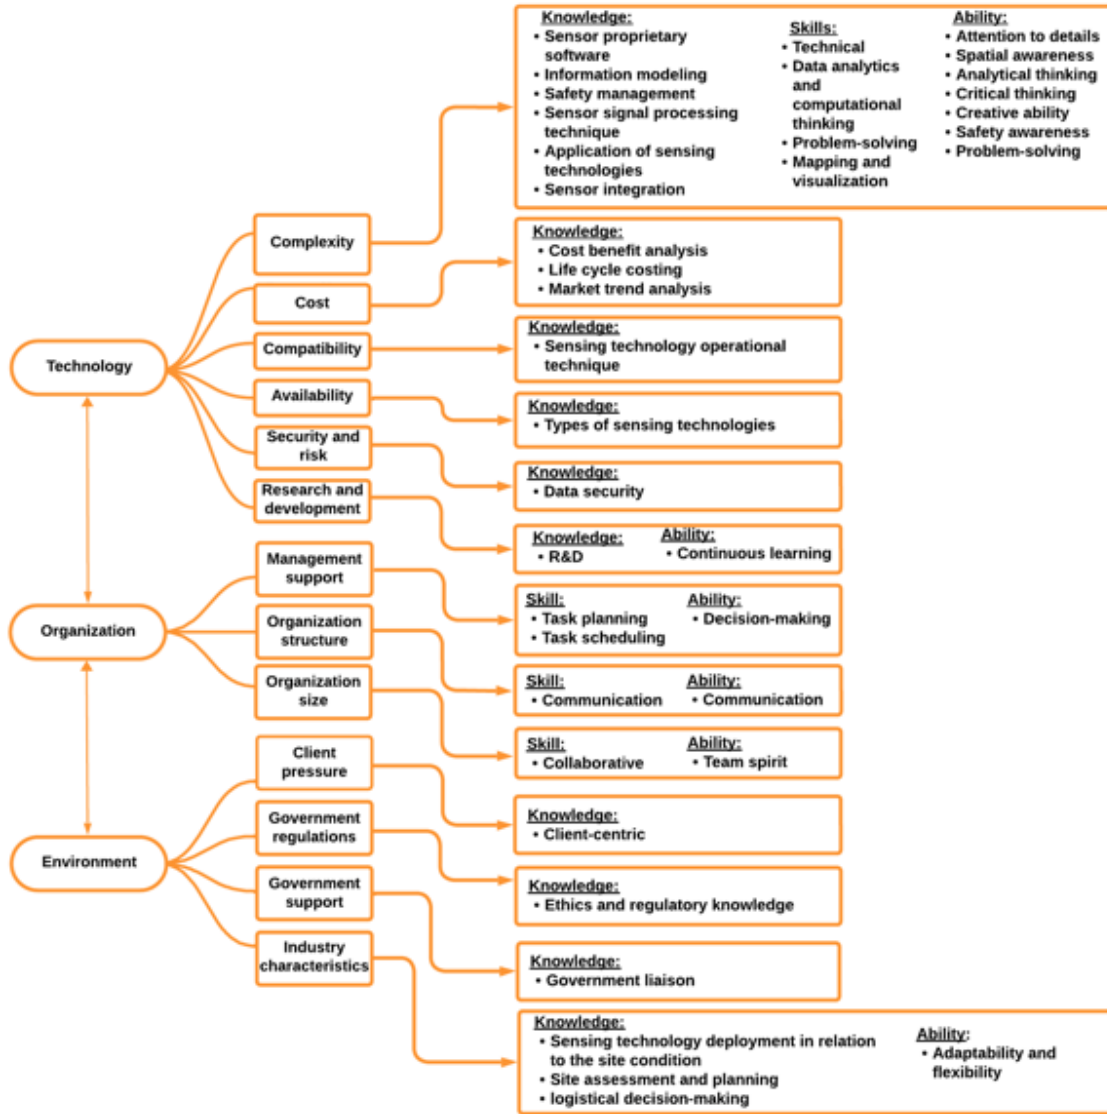 Knowledge:
• Sensor proprietary
software
• Information modeling
• Safety management
• Sensor signal processing
technique
• Application of sensing
technologies
• Sensor integration
Skills:
• Technical
• Data analytics
and
computational
thinking
• Problem-solving
• Mapping and
visualization
Ability:
• Attention to details
• Spatial awareness
• Analytical thinking
• Critical thinking
• Creative ability
• Safety awareness
• Problem-solving
Technology
Complexity
Cost
Knowledge:
• Cost benefit analysis
• Life cycle costing
• Market trend analysis
Compatibility
Knowledge:
• Sensing technology operational
technique
Availability
Knowledge:
• Types of sensing technologies
Security and
risk
Knowledge:
• Data security
Research and
development
Knowledge:
• R&D
Ability:
• Continuous learning
Organization
Management
support
Skill:
• Task planning
• Task scheduling
Ability:
• Decision-making
Organization
structure
Skill:
• Communication
Ability:
• Communication
Organization
size
Skill:
• Collaborative
Ability:
• Team spirit
Environment
Client
pressure
Knowledge:
• Client-centric
Government
regulations
Knowledge:
• Ethics and regulatory knowledge
Government
support
Knowledge:
• Government liaison
Industry
characteristics
Knowledge:
• Sensing technology deployment in relation
to the site condition
• Site assessment and planning
• logistical decision-making
Ability:
• Adaptability and
flexibility